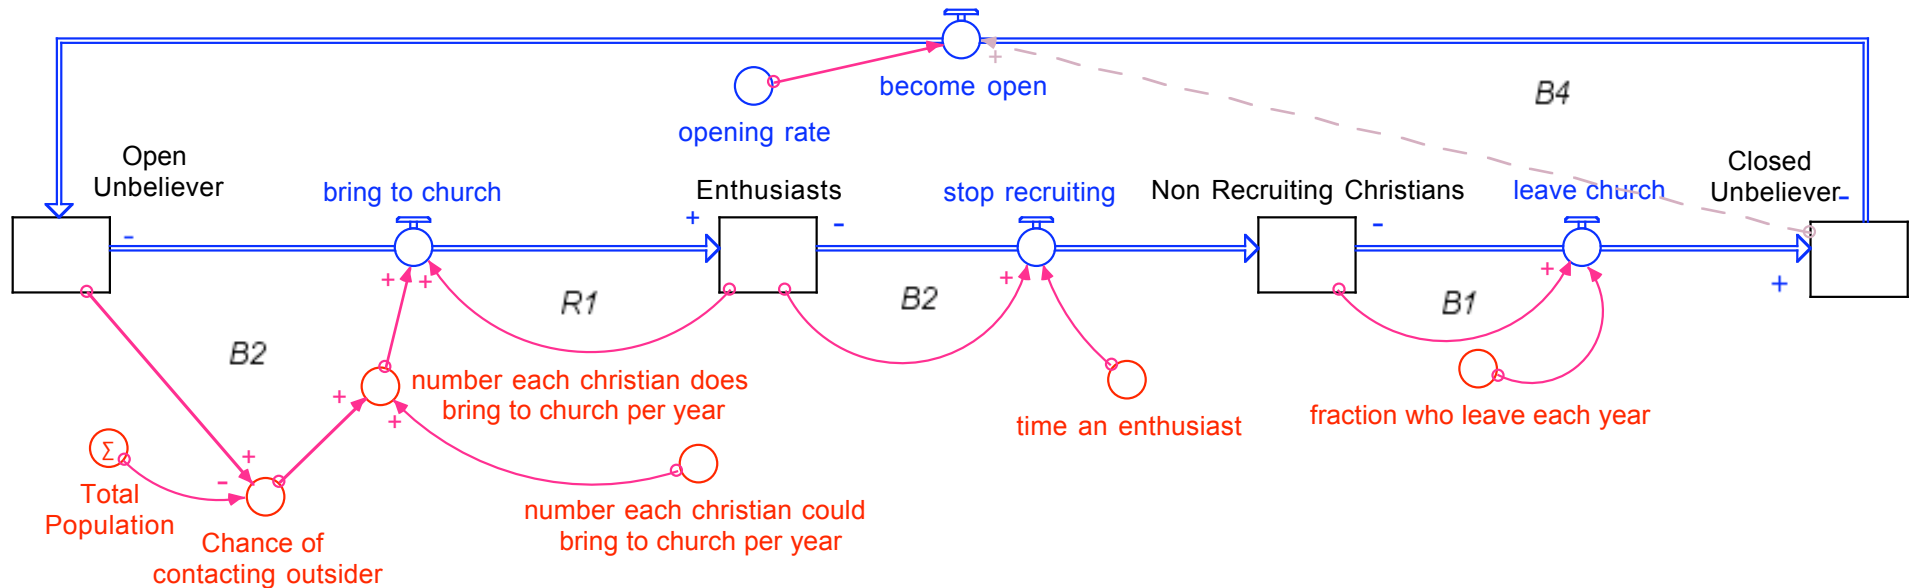 become open
B4
opening rate
Open
Unbeliever
bring to church
Enthusiasts
stop recruiting
Non Recruiting Christians
leave church
Closed
Unbeliever
-
+
-
-
-
+
+
+
+
+
+
R1
B2
B1
B2
number each christian does
bring to church per year
+
+
time an enthusiast
fraction who leave each year
Σ
Total
Population
+
-
Chance of
contacting outsider
number each christian could
bring to church per year